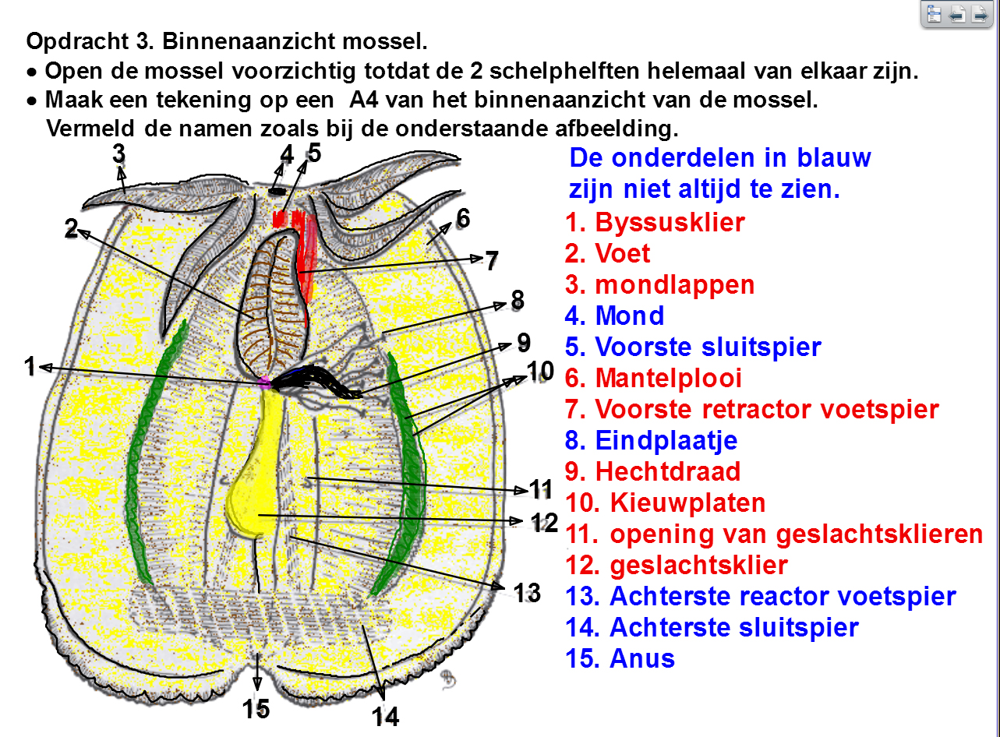 Opdracht 3. Binnenaanzicht mossel.
• Open de mossel voorzichtig totdat de 2 schelphelften helemaal van elkaar zijn.
• Maak een tekening op een A4 van het binnenaanzicht van de mossel.
Vermeld de namen zoals bij de onderstaande afbeelding.
De onderdelen in blauw
zijn niet altijd te zien.
1. Byssusklier
2. Voet
3. mondlappen
4. Mond
5. Voorste sluitspier
6. Mantelplooi
7. Voorste retractor voetspier
8. Eindplaatje
9. Hechtdraad
10. Kieuwplaten
11. opening van geslachtsklieren
12. geslachtsklier
13. Achterste reactor voetspier
14. Achterste sluitspier
15. Anus
3
4
5
2
6
7
8
9
1
10
11
12
13
15
14